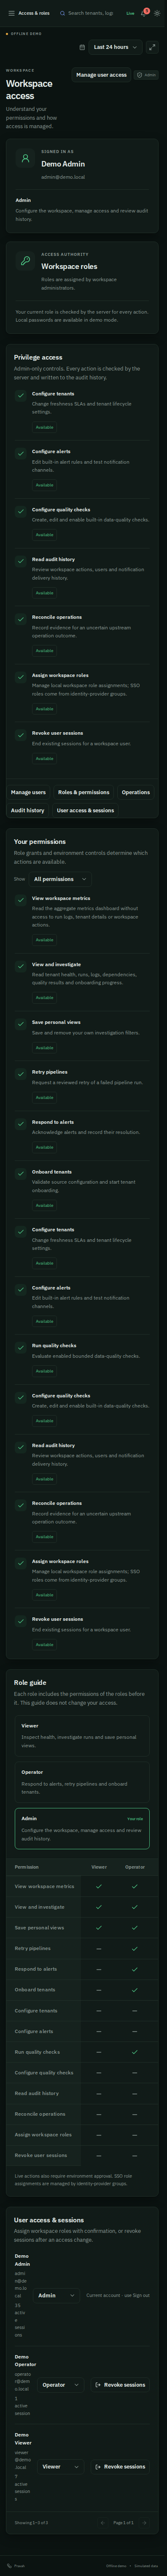 Access & roles
Search tenants, logs
Live
OFFLINE DEMO
Last 24 hours
WORKSPACE
Workspace
access
Manage user access
Admin
Understand your
permissions and how
access is managed.
SIGNED IN AS
Demo Admin
admin@demo.local
Admin
Configure the workspace, manage access and review audit
history.
ACCESS AUTHORITY
Workspace roles
Roles are assigned by workspace
administrators.
Your current role is checked by the server for every action.
Local passwords are available in demo mode.
Privilege access
Admin-only controls. Every action is checked by the
server and written to the audit history.
Configure tenants
Change freshness SLAs and tenant lifecycle
settings.
Available
Configure alerts
Edit built-in alert rules and test notification
channels.
Available
Configure quality checks
Create, edit and enable built-in data-quality checks.
Available
Read audit history
Review workspace actions, users and notification
delivery history.
Available
Reconcile operations
Record evidence for an uncertain upstream
operation outcome.
Available
Assign workspace roles
Manage local workspace role assignments; SSO
roles come from identity-provider groups.
Available
Revoke user sessions
End existing sessions for a workspace user.
Available
Manage users
Roles & permissions
Operations
Audit history
User access & sessions
Your permissions
Role grants and environment controls determine which
actions are available.
Show
All permissions
View workspace metrics
Read the aggregate metrics dashboard without
access to run logs, tenant details or workspace
actions.
Available
View and investigate
Read tenant health, runs, logs, dependencies,
quality results and onboarding progress.
Available
Save personal views
Save and remove your own investigation filters.
Available
Retry pipelines
Request a reviewed retry of a failed pipeline run.
Available
Respond to alerts
Acknowledge alerts and record their resolution.
Available
Onboard tenants
Validate source configuration and start tenant
onboarding.
Available
Configure tenants
Change freshness SLAs and tenant lifecycle
settings.
Available
Configure alerts
Edit built-in alert rules and test notification
channels.
Available
Run quality checks
Evaluate enabled bounded data-quality checks.
Available
Configure quality checks
Create, edit and enable built-in data-quality checks.
Available
Read audit history
Review workspace actions, users and notification
delivery history.
Available
Reconcile operations
Record evidence for an uncertain upstream
operation outcome.
Available
Assign workspace roles
Manage local workspace role assignments; SSO
roles come from identity-provider groups.
Available
Revoke user sessions
End existing sessions for a workspace user.
Available
Role guide
Each role includes the permissions of the roles before
it. This guide does not change your access.
Viewer
Inspect health, investigate runs and save personal
views.
Operator
Respond to alerts, retry pipelines and onboard
tenants.
Admin
Your role
Configure the workspace, manage access and review
audit history.
Permission Viewer Operator
View workspace metrics
View and investigate
Save personal views
Retry pipelines —
Respond to alerts —
Onboard tenants —
Configure tenants — —
Configure alerts — —
Run quality checks —
Configure quality checks — —
Read audit history — —
Reconcile operations — —
Assign workspace roles — —
Revoke user sessions — —
Live actions also require environment approval. SSO role
assignments are managed by identity-provider groups.
User access & sessions
Assign workspace roles with confirmation, or revoke
sessions after an access change.
Demo
Admin
admi
n@de
mo.lo
cal
Admin
Current account · use Sign out
activ
e
sessi
ons
Demo
Operator
operato
r@dem
o.local
Operator
Revoke sessions
1
active
session
Demo
Viewer
viewer
@demo
.local
Viewer
Revoke sessions
active
session
s
Showing 1–3 of 3
Page 1 of 1
Pulse
Offline demo
Simulated data